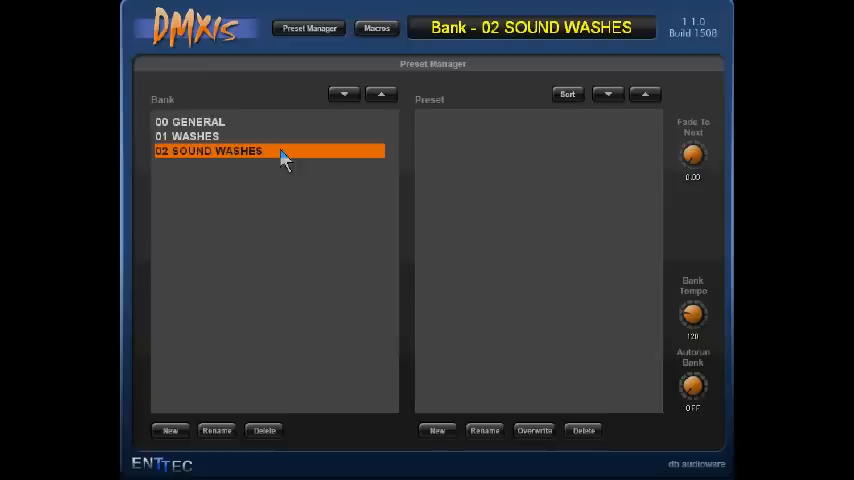 DMXIS
Preset Manager
Macros
Bank - 02 SOUND WASHES
1 1.0
Build 1508
Preset Manager
Bank
Preset
Sort
00 GENERAL
01 WASHES
02 SOUND WASHES
Fade To
Next
0.00
Bank
Tempo
120
Autorun
Bank
OFF
New
Rename
Delete
New
Rename
Overwrite
Delete
ENTTEC
db audioware